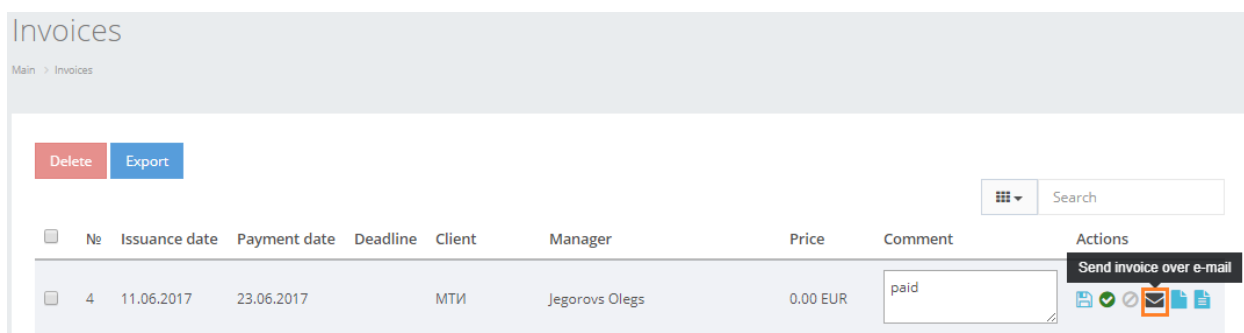 Invoices
Main > Invoices
Delete Export
Search
№ Issuance date Payment date Deadline Client Manager Price Comment Actions
Send invoice over e-mail
4 11.06.2017 23.06.2017 МТИ Jegorovs Olegs 0.00 EUR paid